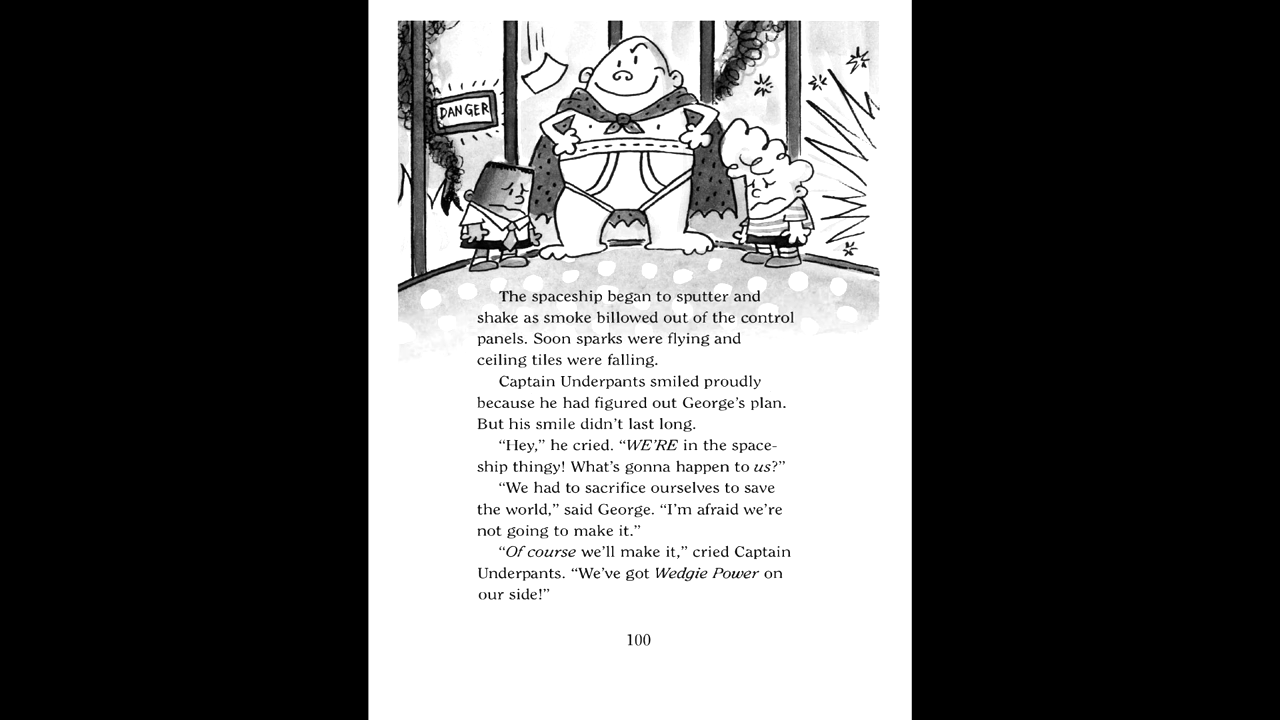 DANGER
The spaceship began to sputter and
shake as smoke billowed out of the control
panels. Soon sparks were flying and
ceiling tiles were falling.
Captain Underpants smiled proudly
because he had figured out George’s plan.
But his smile didn’t last long.
“Hey,” he cried. “WE’RE in the space-
ship thingy! What’s gonna happen to us?”
“We had to sacrifice ourselves to save
the world,” said George. “I’m afraid we’re
not going to make it.”
“Of course we’ll make it,” cried Captain
Underpants. “We’ve got Wedgie Power on
our side!”
100